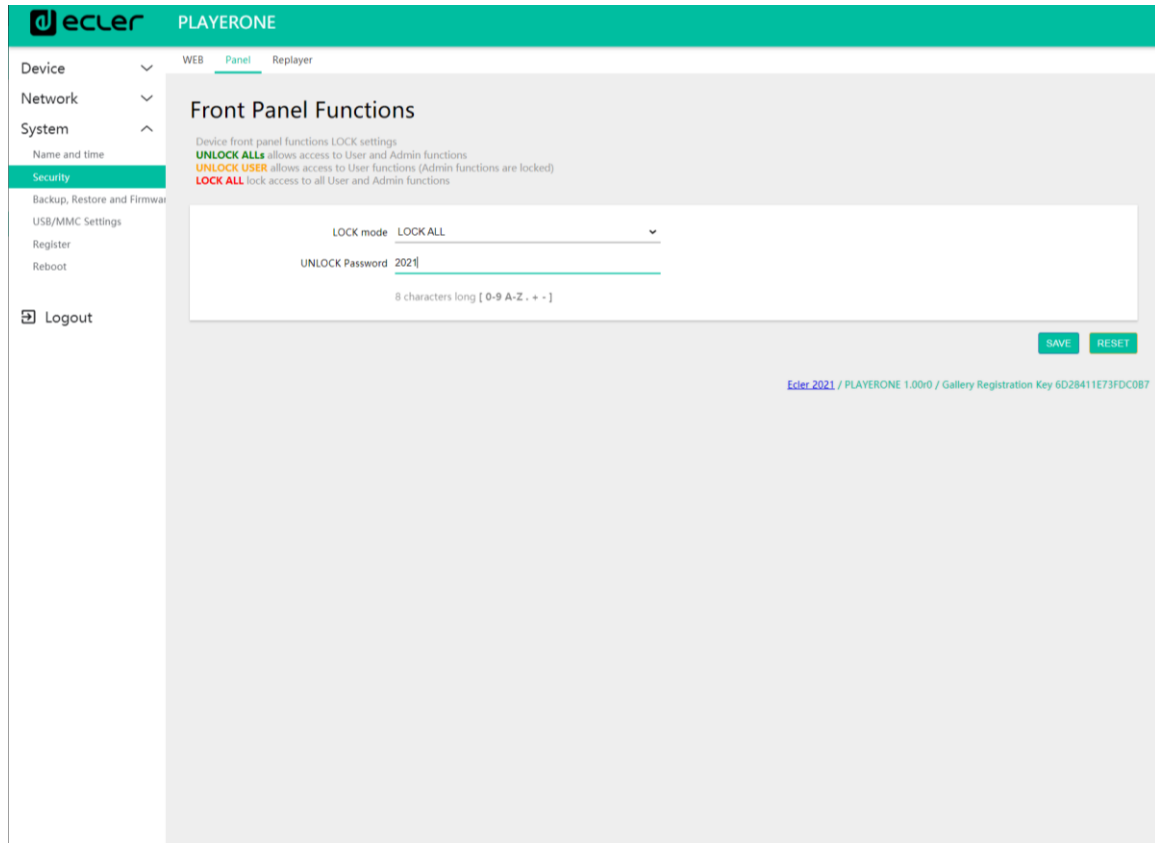 ecler PLAYERONE
Device
Network
System
Name and time
Security
Backup, Restore and Firmwar
USB/MMC Settings
Register
Reboot
Logout
WEB Panel Replayer
Front Panel Functions
Device front panel functions LOCK settings
UNLOCK ALLs allows access to User and Admin functions
UNLOCK USER allows access to User functions (Admin functions are locked)
LOCK ALL lock access to all User and Admin functions
LOCK mode LOCK ALL
UNLOCK Password 2021
8 characters long [ 0-9 A-Z . + - ]
SAVE RESET
Ecler 2021 / PLAYERONE 1.00r0 / Gallery Registration Key 6D28411E73FDC0B7